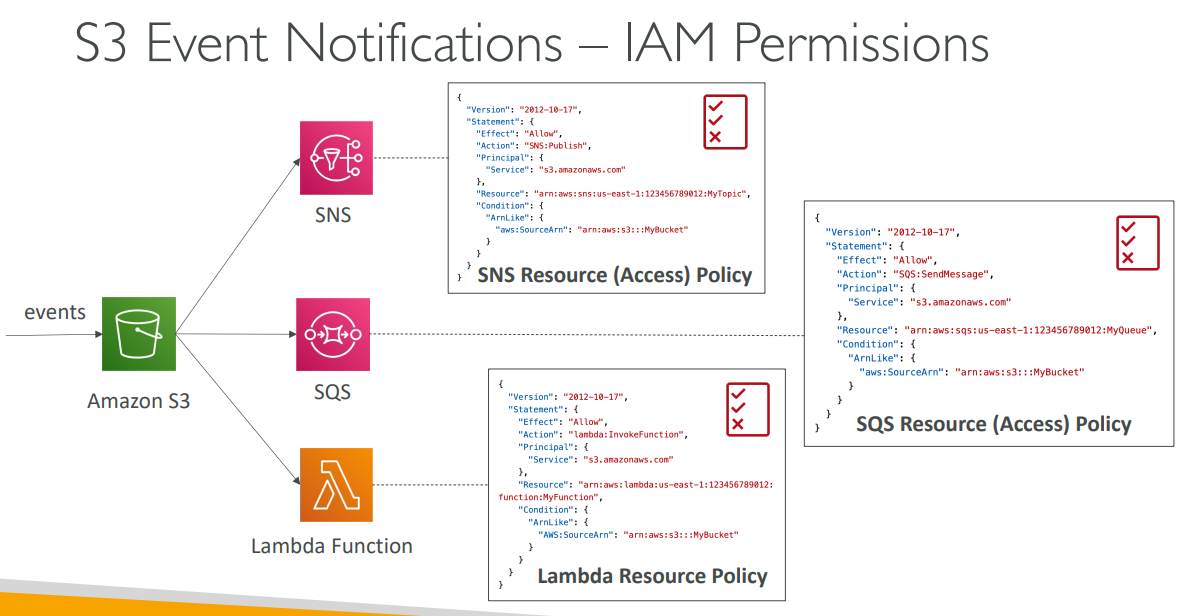 S3 Event Notifications – IAM Permissions
events
Amazon S3
SNS
SQS
Lambda Function
{
"Version": "2012-10-17",
"Statement": {
"Effect": "Allow",
"Action": "SNS:Publish",
"Principal": {
"Service": "s3.amazonaws.com"
},
"Resource": "arn:aws:sns:us-east-1:123456789012:MyTopic",
"Condition": {
"ArnLike": {
"aws:SourceArn": "arn:aws:s3:::MyBucket"
}
}
}
}
SNS Resource (Access) Policy
{
"Version": "2012-10-17",
"Statement": {
"Effect": "Allow",
"Action": "SQS:SendMessage",
"Principal": {
"Service": "s3.amazonaws.com"
},
"Resource": "arn:aws:sqs:us-east-1:123456789012:MyQueue",
"Condition": {
"ArnLike": {
"aws:SourceArn": "arn:aws:s3:::MyBucket"
}
}
}
}
SQS Resource (Access) Policy
{
"Version": "2012-10-17",
"Statement": {
"Effect": "Allow",
"Action": "lambda:InvokeFunction",
"Principal": {
"Service": "s3.amazonaws.com"
},
"Resource": "arn:aws:lambda:us-east-1:123456789012:
function:MyFunction",
"Condition": {
"ArnLike": {
"AWS:SourceArn": "arn:aws:s3:::MyBucket"
}
}
}
}
Lambda Resource Policy